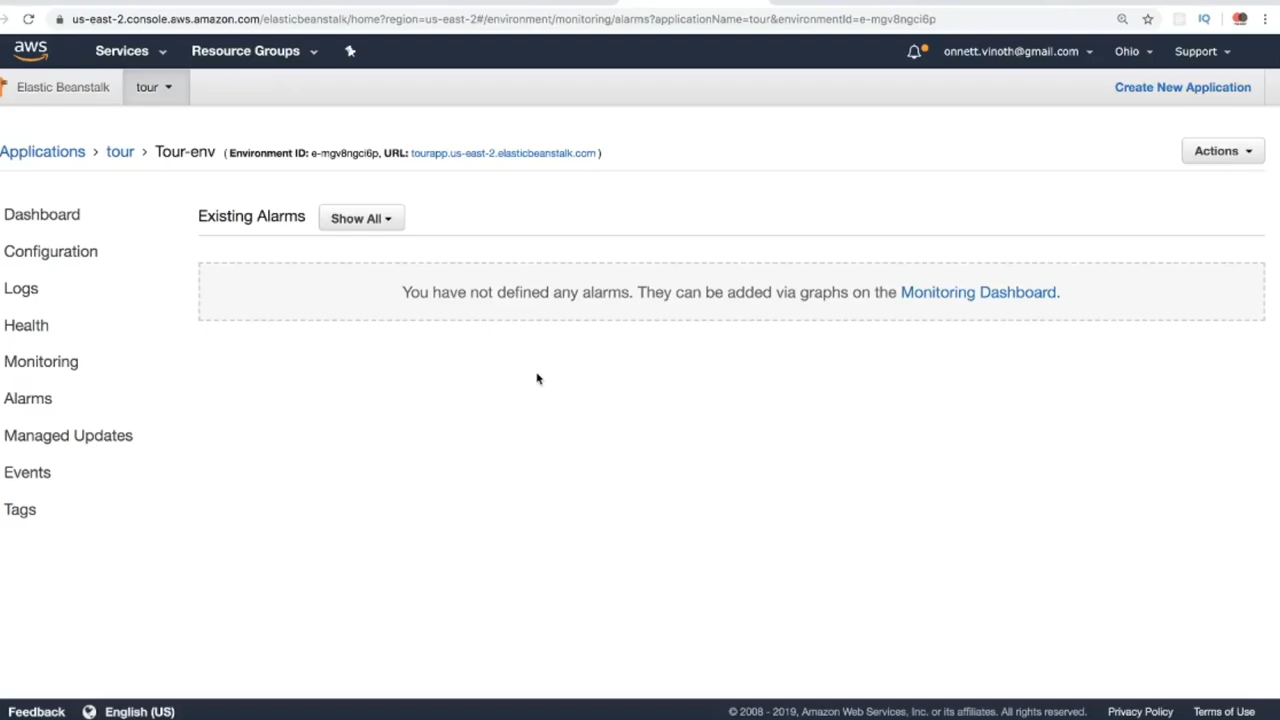 us-east-2.console.aws.amazon.com/elasticbeanstalk/home?region=us-east-2#/environment/monitoring/alarms?applicationName=tour&environmentId=e-mgv8ngci6p
IQ
aws Services Resource Groups onnett.vinoth@gmail.com Ohio Support
Elastic Beanstalk tour Create New Application
Applications > tour > Tour-env ( Environment ID: e-mgv8ngci6p, URL: tourapp.us-east-2.elasticbeanstalk.com ) Actions
Dashboard
Configuration
Logs
Health
Monitoring
Alarms
Managed Updates
Events
Tags
Existing Alarms Show All
You have not defined any alarms. They can be added via graphs on the Monitoring Dashboard.
Feedback English (US) © 2008 - 2019, Amazon Web Services, Inc. or its affiliates. All rights reserved. Privacy Policy Terms of Use